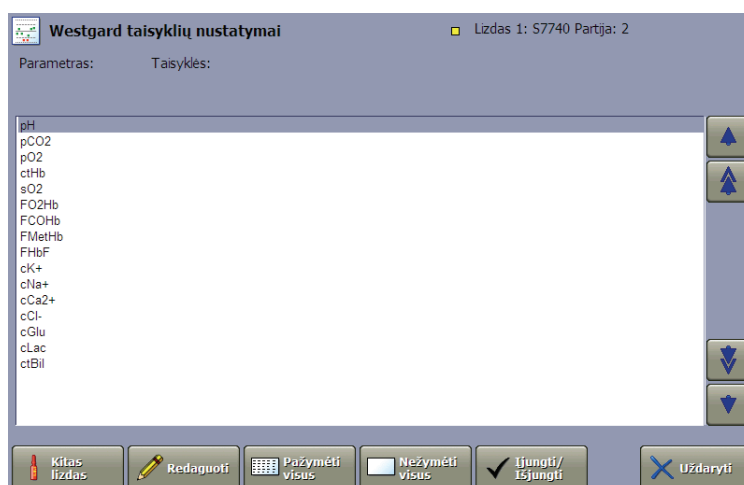 Westgard taisyklių nustatymai
Lizdas 1: S7740 Partija: 2
Parametras: Taisyklės:
pH
pCO2
pO2
ctHb
sO2
FO2Hb
FCOHb
FMetHb
FHbF
cK+
cNa+
cCa2+
cCl-
cGlu
cLac
ctBil
Kitas
lizdas
Redaguoti
Pažymėti
visus
Nežymėti
visus
Įjungti/
Išjungti
Uždaryti